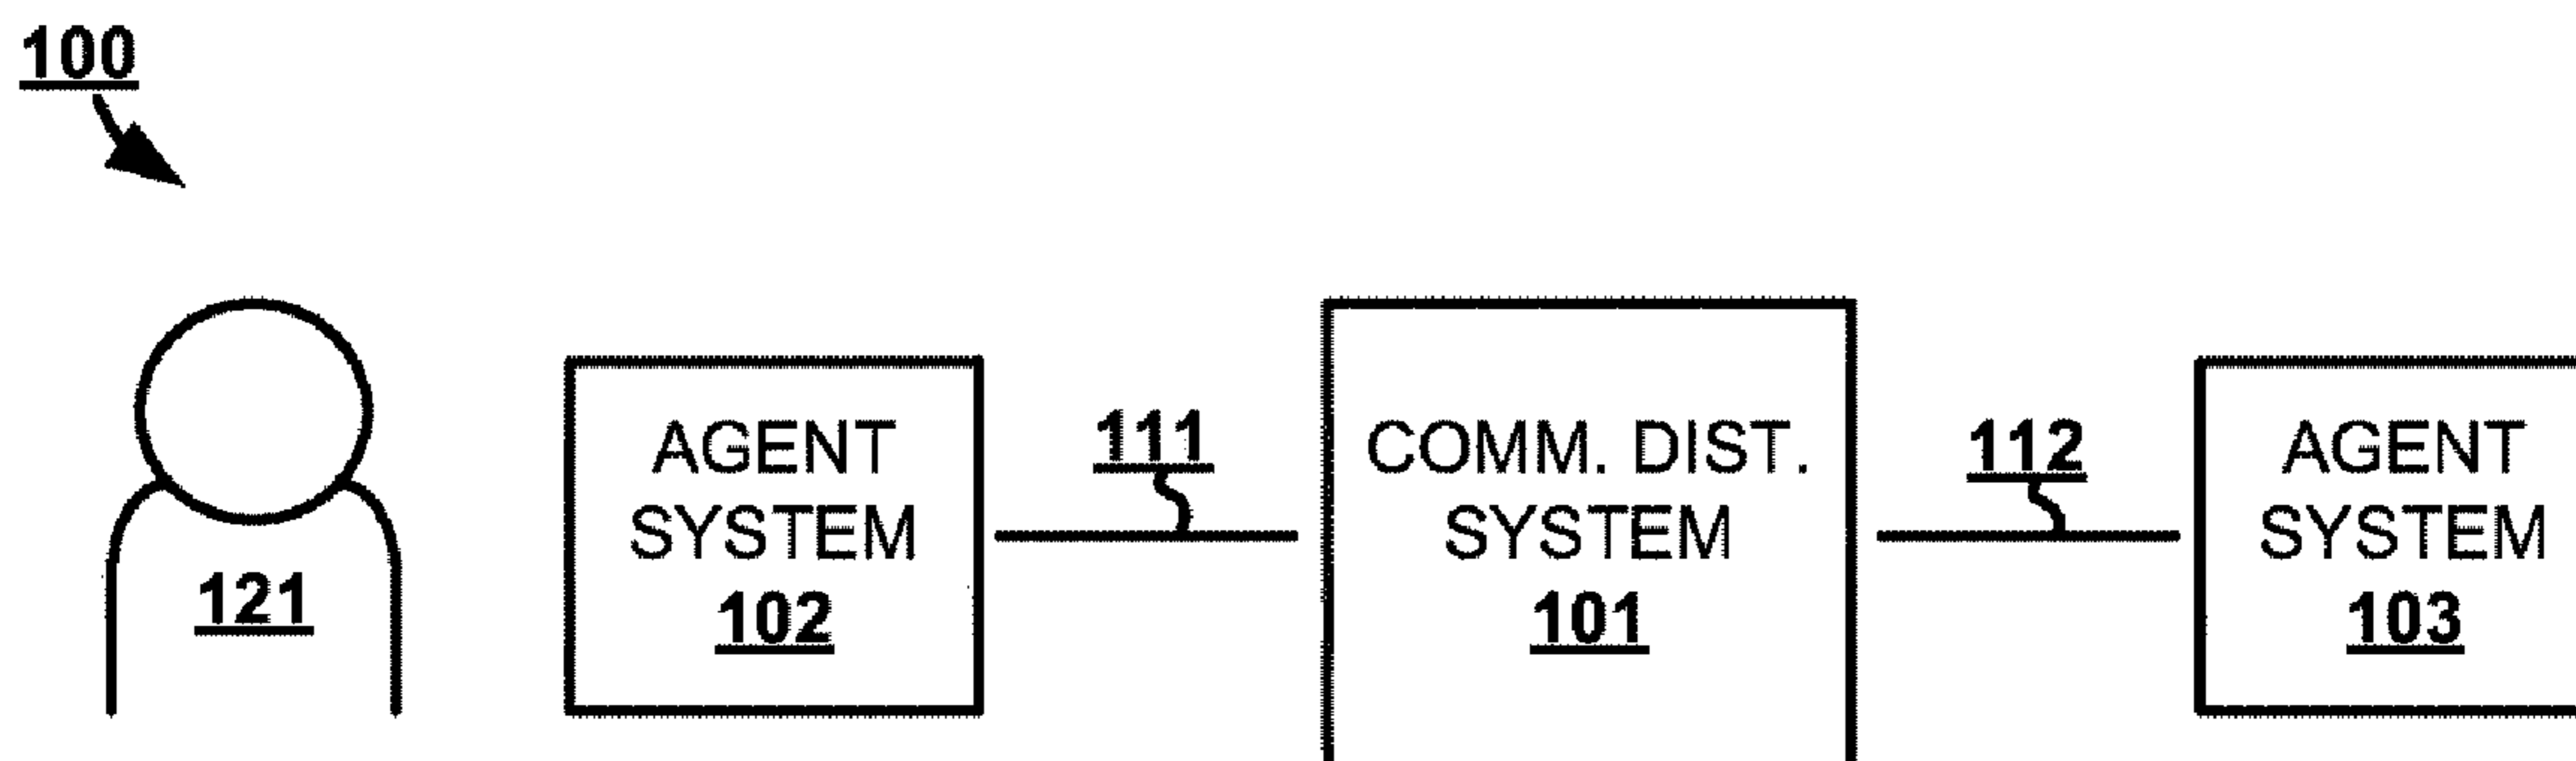 100
121
AGENT
SYSTEM
102
111
COMM. DIST.
SYSTEM
101
112
AGENT
SYSTEM
103